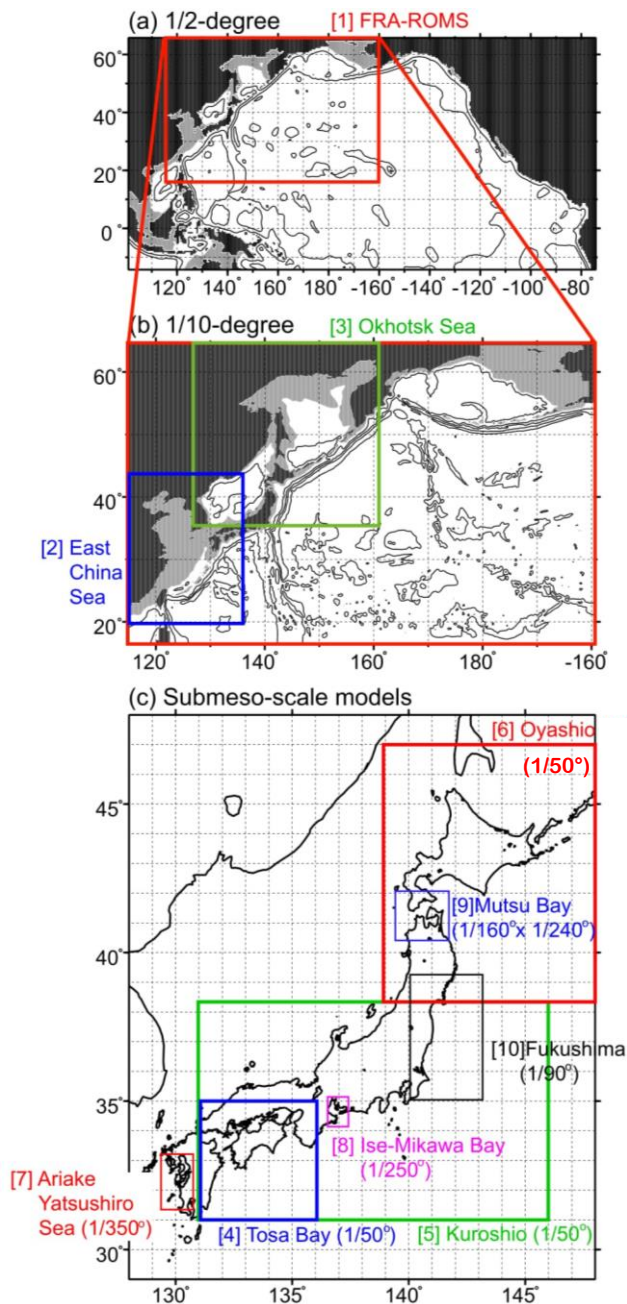 (a) 1/2-degree [1] FRA-ROMS
60°
40°
20°
0°
120 140 160 -180-160-140-120-100 -80
(b) 1/10-degree [3] Okhotsk Sea
60°
40°
20°
[2] East
China
Sea
120 140 160 -180 -160
(c) Submeso-scale models
[6] Oyashio
(1/50°)
45°
[9]Mutsu Bay
(1/160°x 1/240°)
40°
[10]Fukushima
(1/90°)
35°
[8] Ise-Mikawa Bay
(1/250°)
[7] Ariake
Yatsushiro
Sea (1/350°)
[4] Tosa Bay (1/50°) [5] Kuroshio (1/50°)
30°
130° 135° 140° 145°